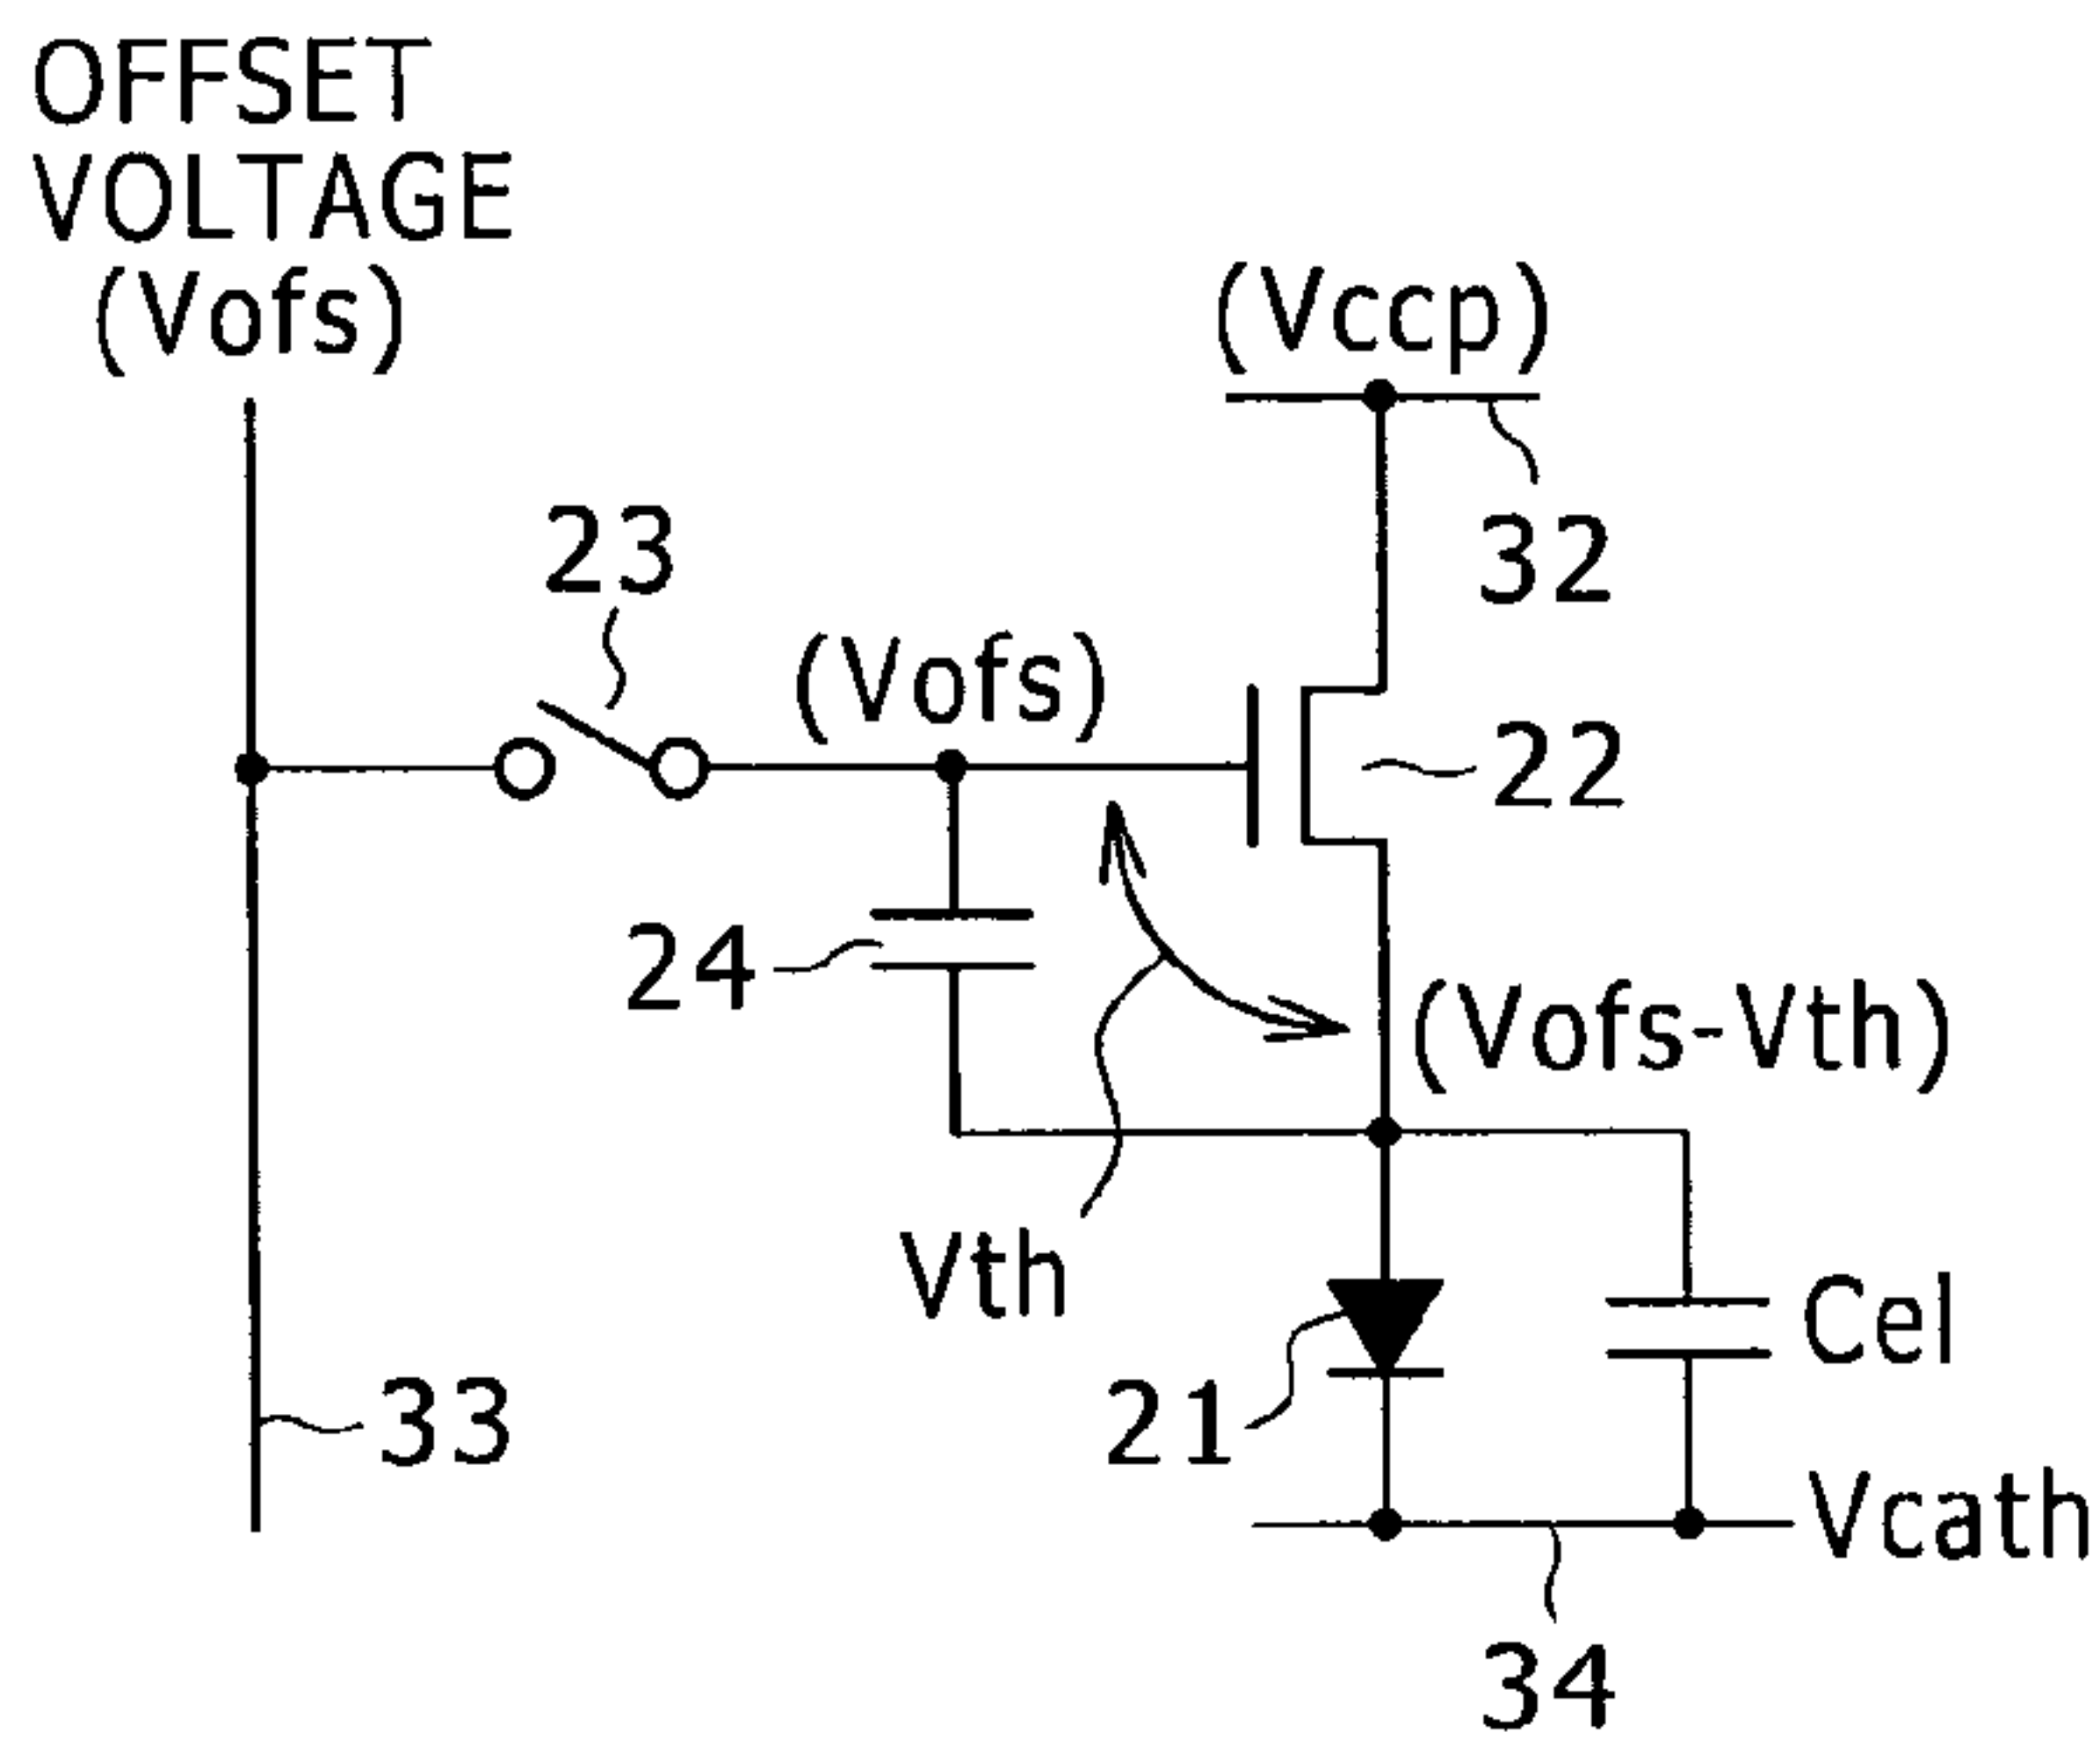 OFFSET
VOLTAGE
(Vofs)
(Vccp)
32
23
(Vofs)
22
24
(Vofs-Vth)
Vth
Cel
21
33
Vcath
34